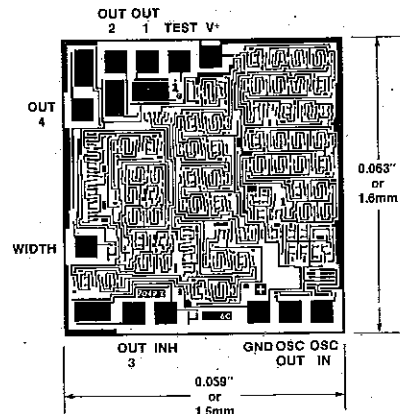 OUT OUT
2 1 TEST V+
OUT
4
0.063"
or
1.6mm
WIDTH
OUT INH
3
GND OSC OSC
OUT IN
0.059"
or
1.5mm